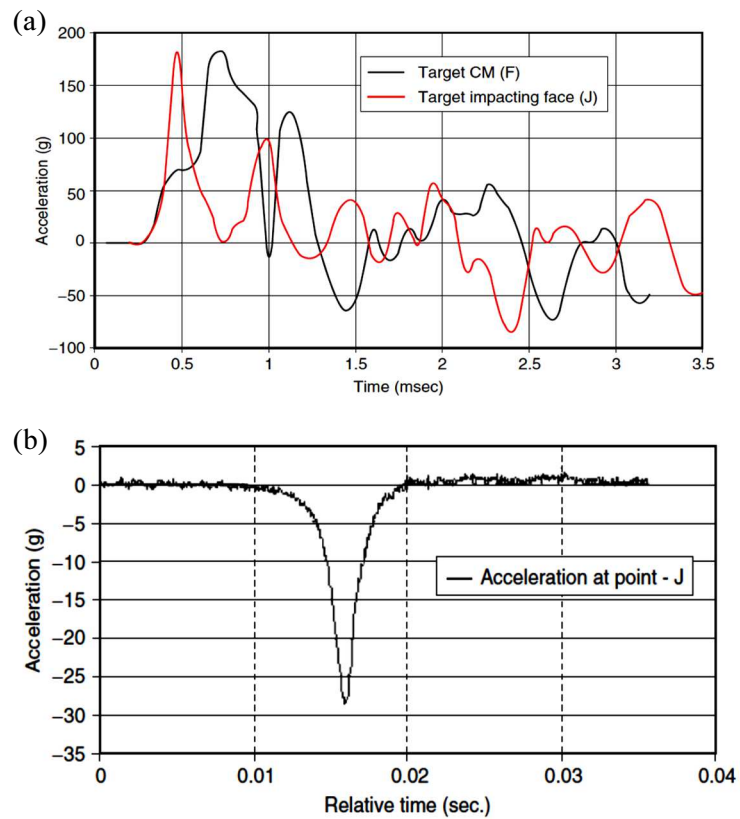 (a)
200
150
100
50
0
−50
−100
Acceleration (g)
Target CM (F)
Target impacting face (J)
0 0.5 1 1.5 2 2.5 3 3.5
Time (msec)
(b)
5
0
−5
−10
−15
−20
−25
−30
−35
Acceleration (g)
Acceleration at point - J
0 0.01 0.02 0.03 0.04
Relative time (sec.)